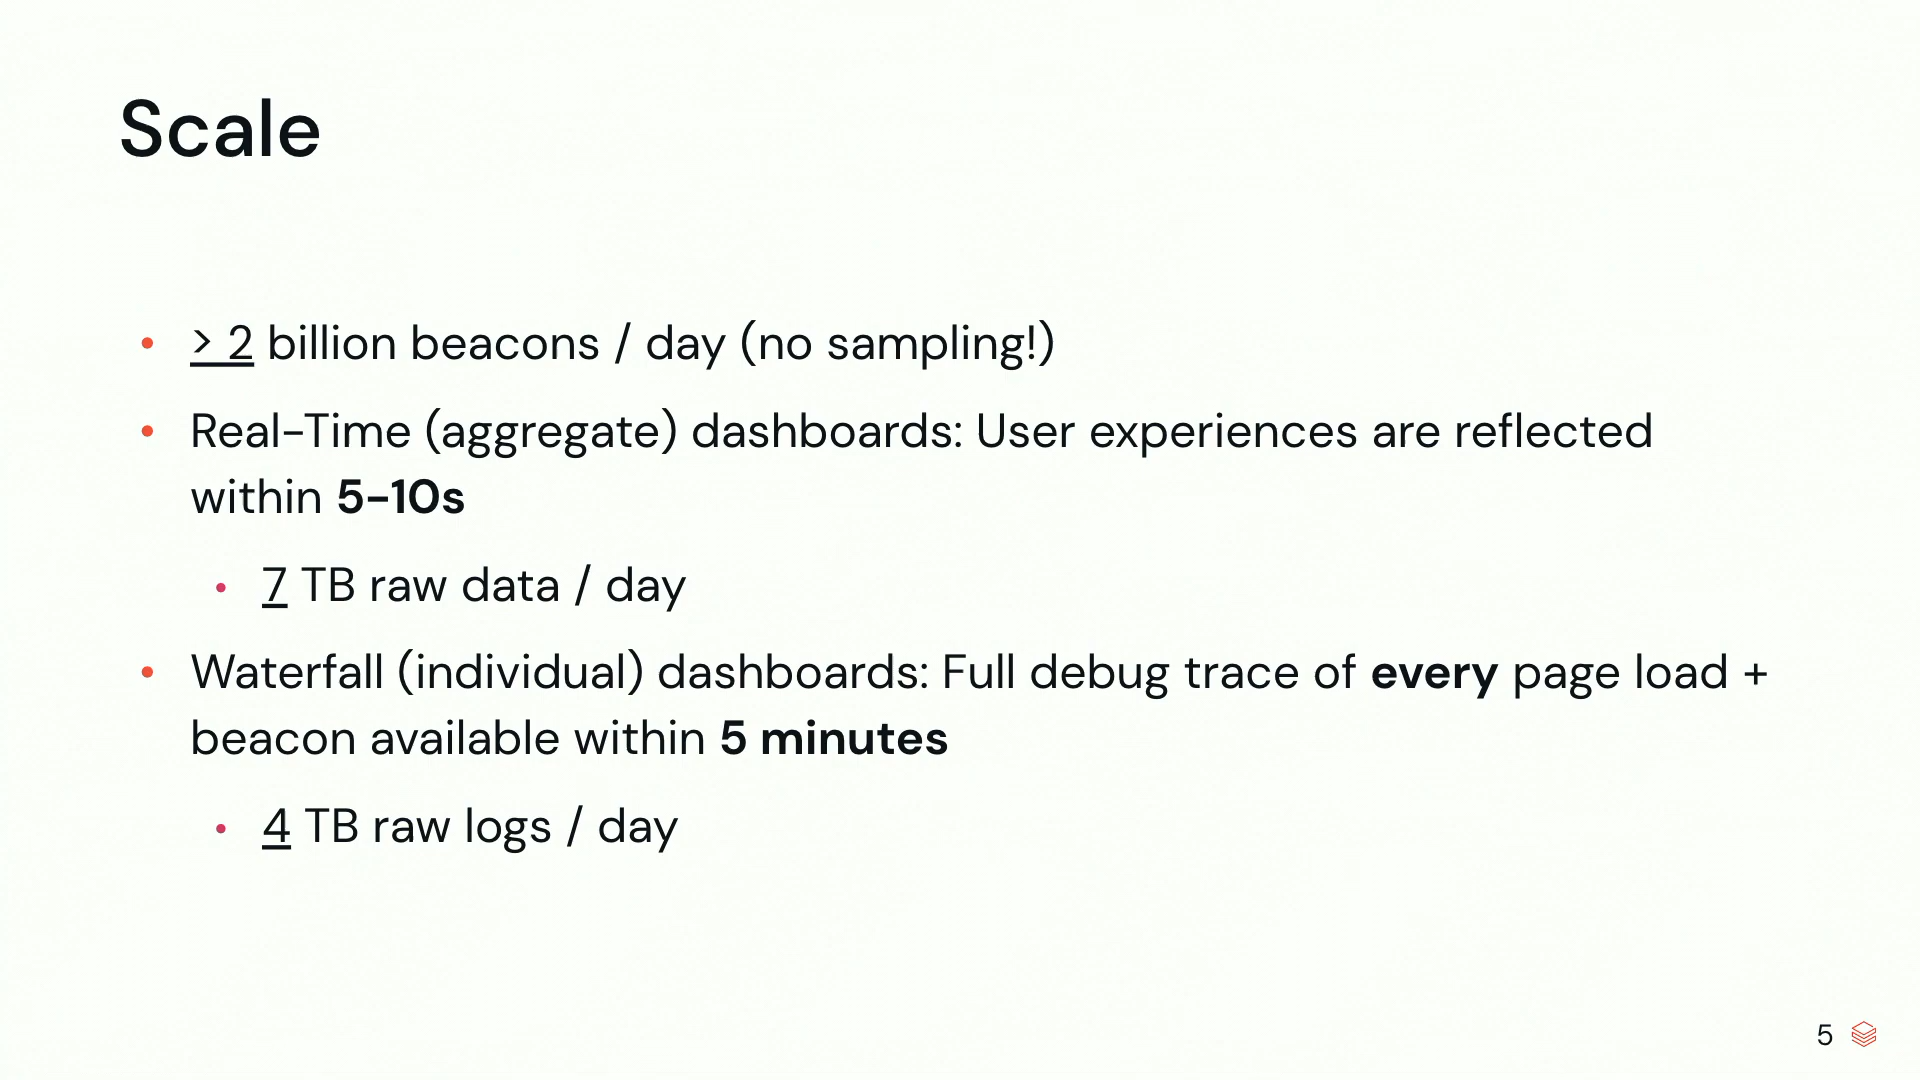 Scale
• > 2 billion beacons / day (no sampling!)
• Real-Time (aggregate) dashboards: User experiences are reflected
within 5-10s
• 7 TB raw data / day
• Waterfall (individual) dashboards: Full debug trace of every page load +
beacon available within 5 minutes
• 4 TB raw logs / day
5